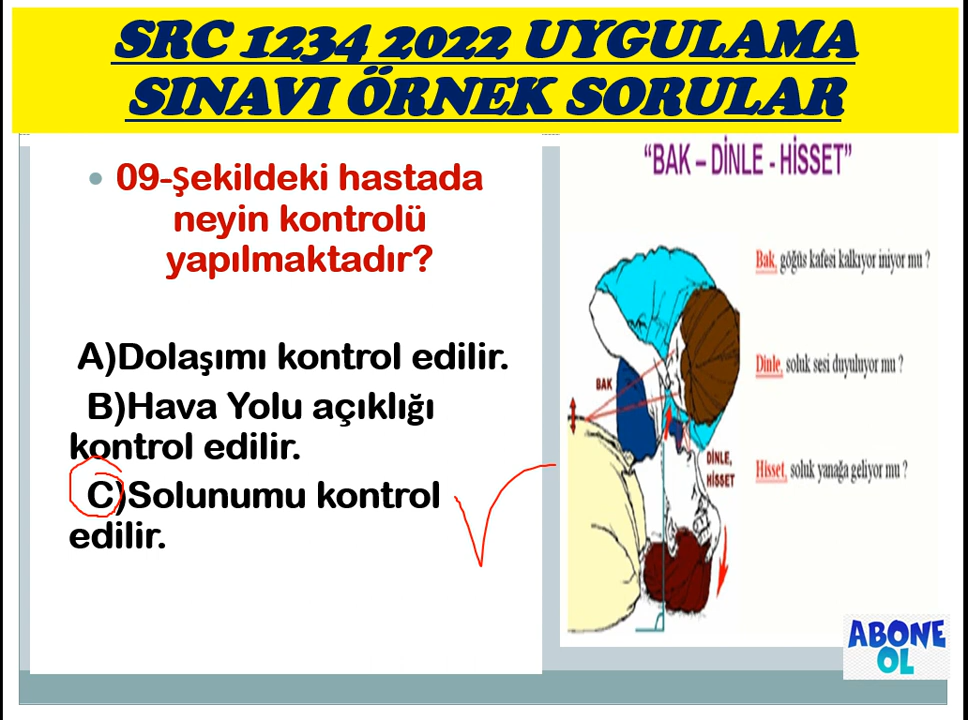 SRC 1234 2022 UYGULAMA
SINAVI ÖRNEK SORULAR
• 09-Şekildeki hastada
neyin kontrolü
yapılmaktadır?
A)Dolaşımı kontrol edilir.
B)Hava Yolu açıklığı
kontrol edilir.
C)Solunumu kontrol
edilir.
“BAK – DİNLE - HİSSET”
Bak, göğüs kafesi kalkıyor iniyor mu ?
Dinle, soluk sesi duyuluyor mu ?
Hisset, soluk yanağa geliyor mu ?
BAK
DİNLE,
HİSSET
ABONE
OL